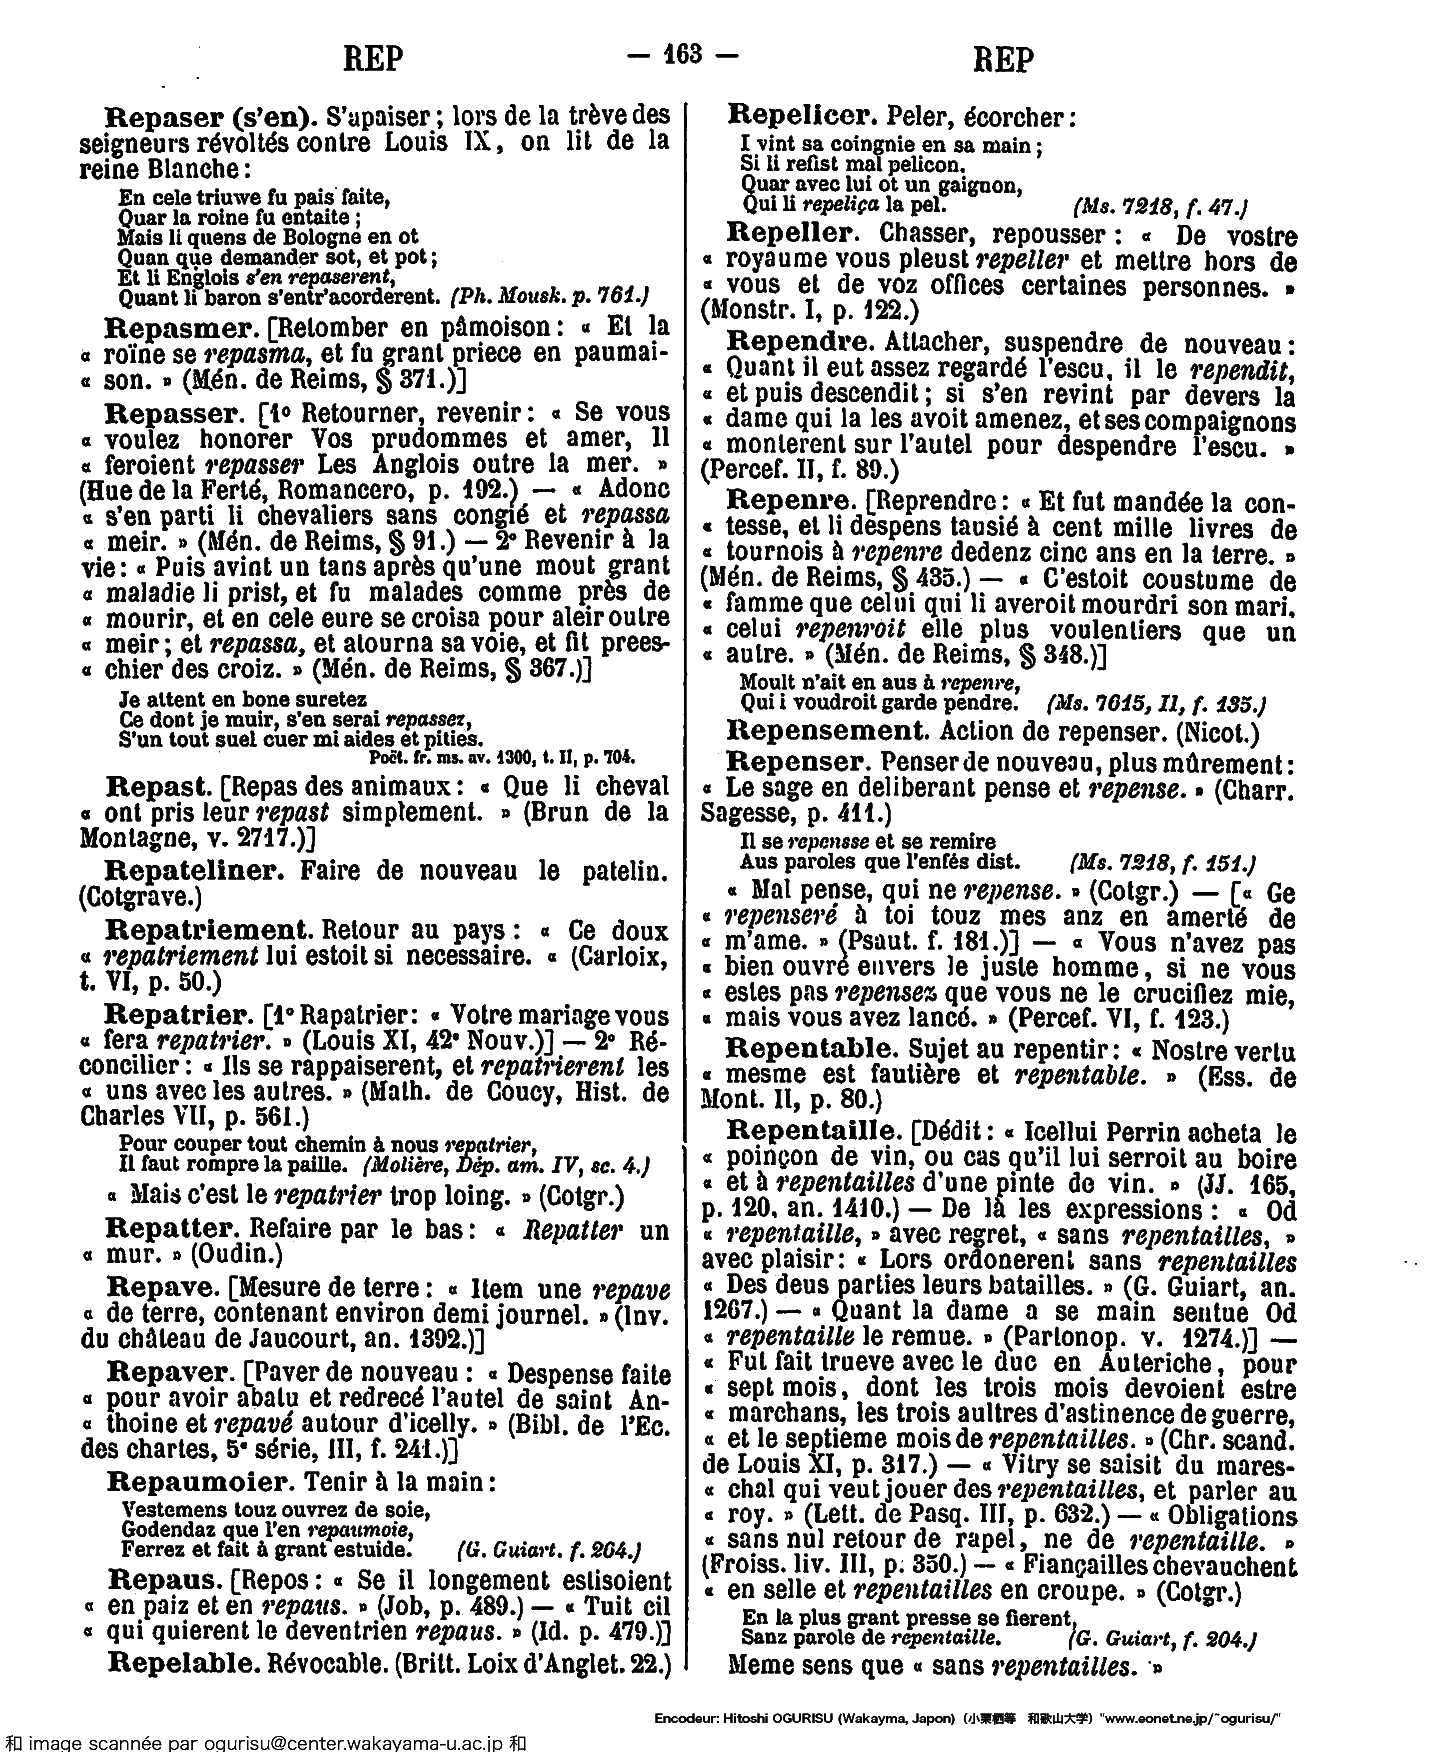 REP — 163 — REP
Repaser (s'en). S'apaiser ; lors de la trève des
seigneurs révoltés contre Louis IX, on lit de la
reine Blanche :
En cele triuwe fu pais faite,
Quar la roine fu entaite ;
Mais li quens de Bologne en ot
Quan que demander sot, et pot ;
Et li Englois s'en repaserent,
Quant li baron s'entr'acorderent. (Ph. Mousk. p. 761.)
Repasmer. [Retomber en pâmoison : « Et la
« roïne se repasma, et fu grant priece en paumai-
« son. » (Mén. de Reims, § 371.)]
Repasser. [1º Retourner, revenir : « Se vous
« voulez honorer Vos prudommes et amer, Il
« feroient repasser Les Anglois outre la mer. »
(Hue de la Ferté, Romancero, p. 192.) — « Adonc
« s'en parti li chevaliers sans congié et repassa
« meir. » (Mén. de Reims, § 91.) — 2º Revenir à la
vie : « Puis avint un tans après qu'une mout grant
« maladie li prist, et fu malades comme près de
« mourir, et en cele eure se croisa pour aleir outre
« meir ; et repassa, et atourna sa voie, et fit prees-
« chier des croiz. » (Mén. de Reims, § 367.)]
Je attent en bone suretez
Ce dont je muir, s'en serai repassez,
S'un tout suel cuer mi aides et pities.
Poët. fr. ms. av. 1300, t. II, p. 704.
Repast. [Repas des animaux : « Que li cheval
« ont pris leur repast simplement. » (Brun de la
Montagne, v. 2717.)]
Repateliner. Faire de nouveau le patelin.
(Cotgrave.)
Repatriement. Retour au pays : « Ce doux
« repatriement lui estoit si necessaire. « (Carloix,
t. VI, p. 50.)
Repatrier. [1º Rapatrier : « Votre mariage vous
« fera repatrier. » (Louis XI, 42e Nouv.)] — 2º Ré-
concilier : « Ils se rappaiserent, et repatrierent les
« uns avec les autres. » (Math. de Coucy, Hist. de
Charles VII, p. 561.)
Pour couper tout chemin à nous repatrier,
Il faut rompre la paille. (Molière, Dép. am. IV, sc. 4.)
« Mais c'est le repatrier trop loing. » (Cotgr.)
Repatter. Refaire par le bas : « Repatter un
« mur. » (Oudin.)
Repave. [Mesure de terre : « Item une repave
« de terre, contenant environ demi journel. » (Inv.
du château de Jaucourt, an. 1392.)]
Repaver. [Paver de nouveau : « Despense faite
« pour avoir abatu et redrecé l'autel de saint An-
« thoine et repavé autour d'icelly. » (Bibl. de l'Ec.
des chartes, 5e série, III, f. 241.)]
Repaumoier. Tenir à la main :
Vestemens touz ouvrez de soie,
Godendaz que l'en repaumoie,
Ferrez et fait à grant estuide. (G. Guiart. f. 264.)
Repaus. [Repos : « Se il longement estisoient
« en paiz et en repaus. » (Job, p. 489.) — « Tuit cil
« qui quierent le deventrien repaus. » (Id. p. 479.)]
Repelable. Révocable. (Britt. Loix d'Anglet. 22.)
Repelicer. Peler, écorcher :
I vint sa coingnie en sa main ;
Si li refist mal pelicon.
Quar avec lui ot un gaignon,
Qui li repeliça la pel. (Ms. 7218, f. 47.)
Repeller. Chasser, repousser : « De vostre
« royaume vous pleust repeller et mettre hors de
« vous et de voz offices certaines personnes. »
(Monstr. I, p. 122.)
Rependre. Attacher, suspendre de nouveau :
« Quant il eut assez regardé l'escu, il le rependit,
« et puis descendit ; si s'en revint par devers la
« dame qui la les avoit amenez, et ses compaignons
« monterent sur l'autel pour despendre l'escu. »
(Percef. II, f. 89.)
Repenre. [Reprendre : « Et fut mandée la con-
« tesse, et li despens tausié à cent mille livres de
« tournois à repenre dedenz cinc ans en la terre. »
(Mén. de Reims, § 435.) — « C'estoit coustume de
« famme que celui qui li averoit mourdri son mari,
« celui repenroit elle plus voulentiers que un
« autre. » (Mén. de Reims, § 348.)]
Moult n'ait en aus à repenre,
Qui i voudroit garde pendre. (Ms. 7615, II, f. 135.)
Repensement. Action de repenser. (Nicot.)
Repenser. Penser de nouveau, plus mûrement :
« Le sage en deliberant pense et repense. » (Charr.
Sagesse, p. 411.)
Il se repensse et se remire
Aus paroles que l'enfés dist. (Ms. 7218, f. 151.)
« Mal pense, qui ne repense. » (Cotgr.) — [« Ge
« repenseré à toi touz mes anz en amerté de
« m'ame. » (Psaut. f. 181.)] — « Vous n'avez pas
« bien ouvré envers le juste homme, si ne vous
« estes pas repensez que vous ne le crucifiez mie,
« mais vous avez lancé. » (Percef. VI, f. 123.)
Repentable. Sujet au repentir : « Nostre vertu
« mesme est fautière et repentable. » (Ess. de
Mont. II, p. 80.)
Repentaille. [Dédit : « Icellui Perrin acheta le
« poinçon de vin, ou cas qu'il lui serroit au boire
« et à repentailles d'une pinte de vin. » (JJ. 165,
p. 120, an. 1410.) — De là les expressions : « Od
« repentaille, » avec regret, « sans repentailles, »
avec plaisir : « Lors ordonerent sans repentailles
« Des deus parties leurs batailles. » (G. Guiart, an.
1267.) — « Quant la dame a se main sentue Od
« repentaille le remue. » (Partonop. v. 1274.)] —
« Fut fait trueve avec le duc en Auteriche, pour
« sept mois, dont les trois mois devoient estre
« marchans, les trois aultres d'astinence de guerre,
« et le septieme mois de repentailles. » (Chr. scand.
de Louis XI, p. 317.) — « Vitry se saisit du mares-
« chal qui veut jouer des repentailles, et parler au
« roy. » (Lett. de Pasq. III, p. 632.) — « Obligations
« sans nul retour de rapel, ne de repentaille. »
(Froiss. liv. III, p. 350.) — « Fiançailles chevauchent
« en selle et repentailles en croupe. » (Cotgr.)
En la plus grant presse se fierent,
Sanz parole de repentaille. (G. Guiart, f. 204.)
Meme sens que « sans repentailles. »
Encodeur: Hitoshi OGURISU (Wakayma, Japon) (小栗栖等 和歌山大学) "www.eonet.ne.jp/~ogurisu/"
和 image scannée par ogurisu@center.wakayama-u.ac.jp 和